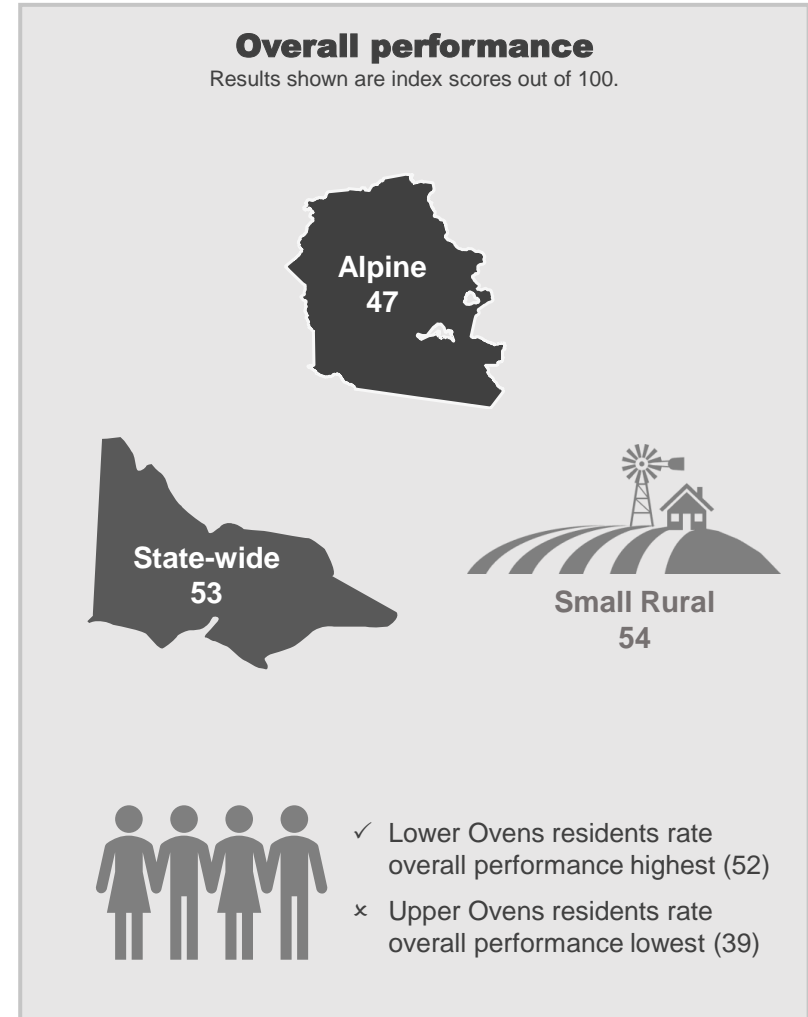 Overall performance
Results shown are index scores out of 100.
Alpine
47
State-wide
53
Small Rural
54
✓ Lower Ovens residents rate
overall performance highest (52)
× Upper Ovens residents rate
overall performance lowest (39)